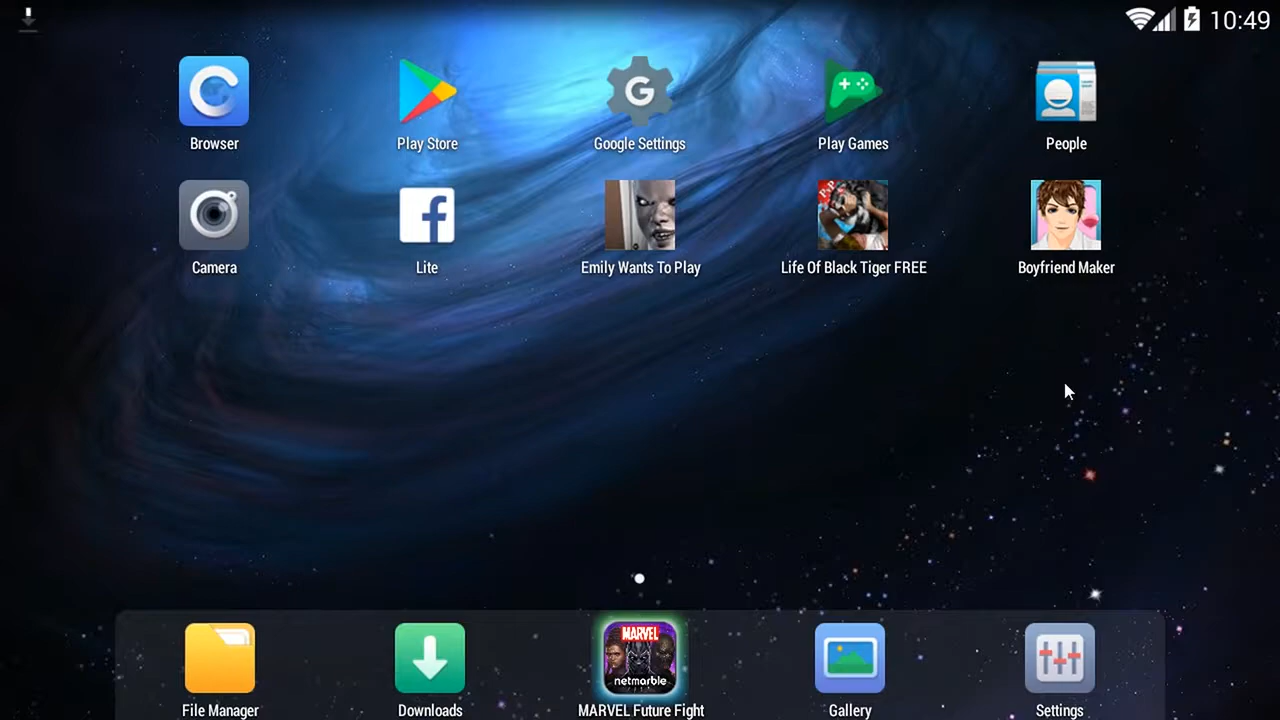 10:49
Browser
Play Store
G
Google Settings
Play Games
People
PvP
Camera
Lite
Emily Wants To Play
Life Of Black Tiger FREE
Boyfriend Maker
MARVEL
netmarble
File Manager
Downloads
MARVEL Future Fight
Gallery
Settings